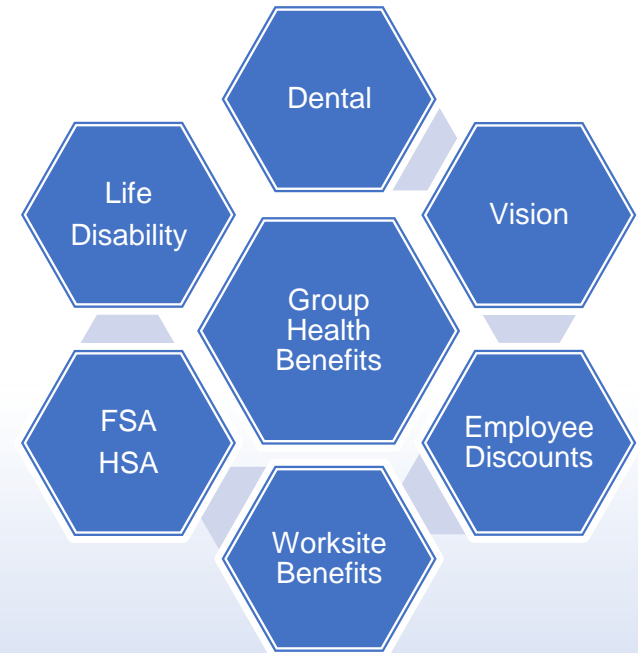 Dental
Life
Disability
Vision
Group
Health
Benefits
FSA
HSA
Employee
Discounts
Worksite
Benefits